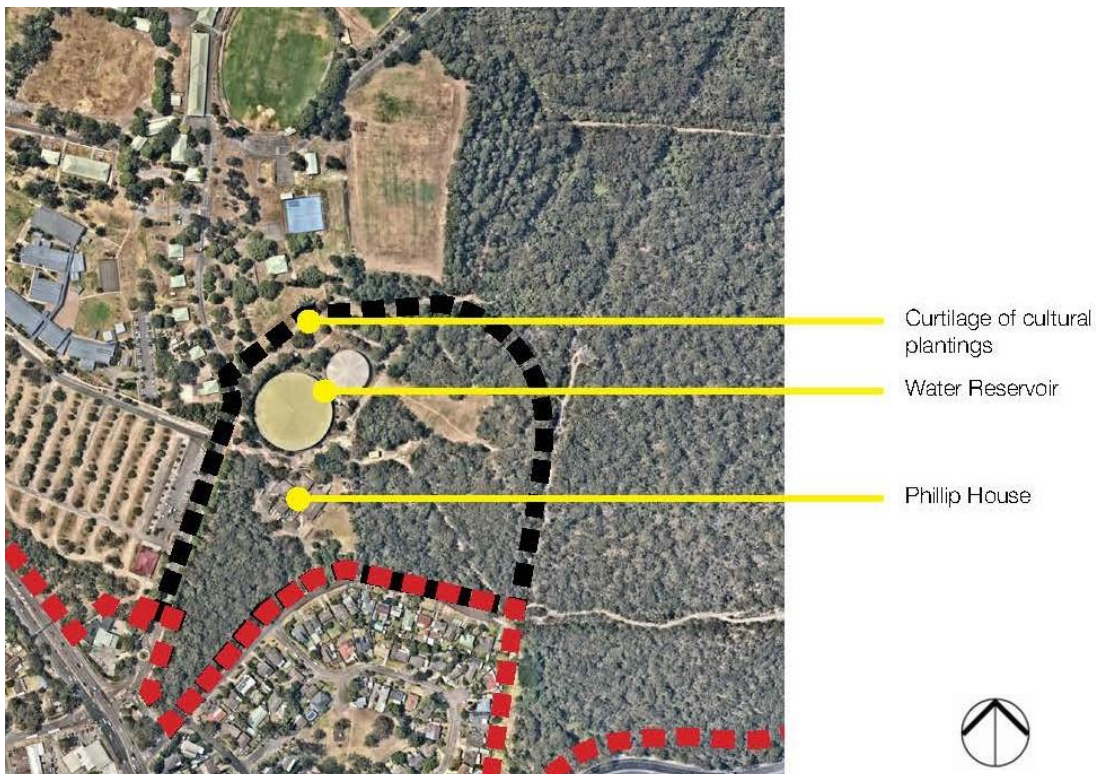 Curtilage of cultural
plantings
Water Reservoir
Phillip House